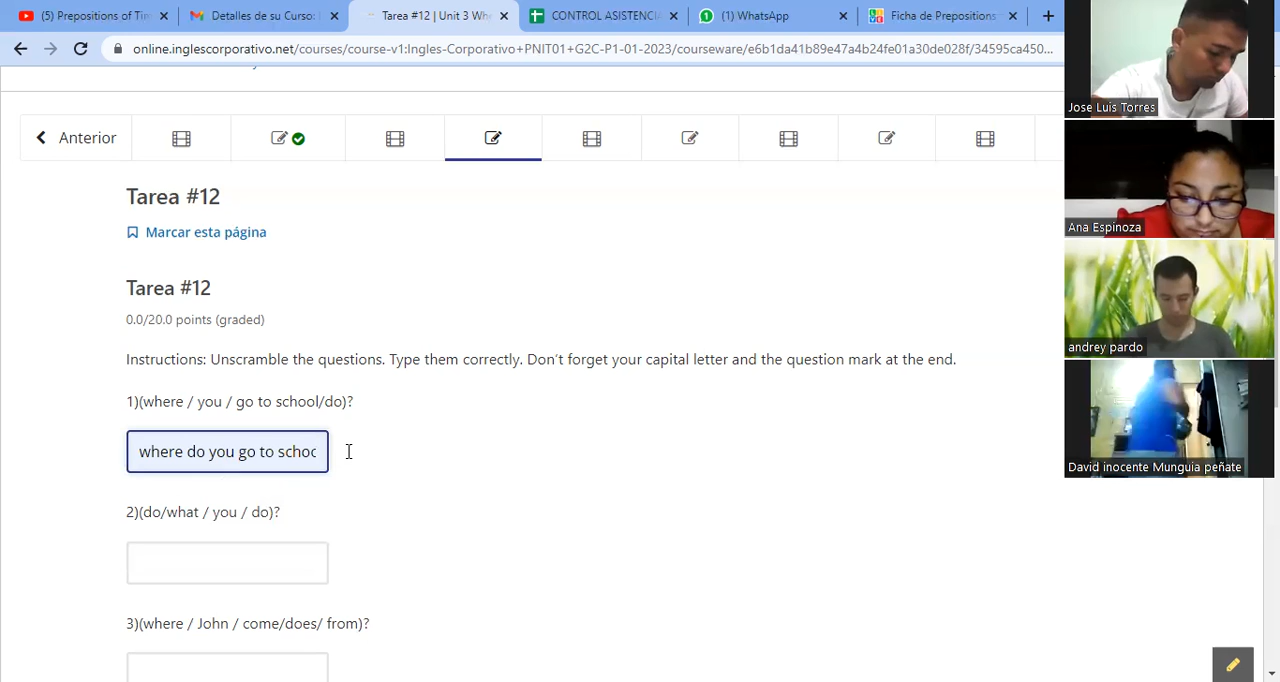 (5) Prepositions of Tim
Detalles de su Curso:
Tarea #12 | Unit 3 Whe
CONTROL ASISTENCIA
(1) WhatsApp
Ficha de Prepositions
online.inglescorporativo.net/courses/course-v1:Ingles-Corporativo+PNIT01+G2C-P1-01-2023/courseware/e6b1da41b89e47a4b24fe01a30de028f/34595ca450...
Anterior
Tarea #12
Marcar esta página
Tarea #12
0.0/20.0 points (graded)
Instructions: Unscramble the questions. Type them correctly. Don't forget your capital letter and the question mark at the end.
1)(where / you / go to school/do)?
where do you go to schoo
2)(do/what / you / do)?
3)(where / John / come/does/ from)?
Jose Luis Torres
Ana Espinoza
andrey pardo
David inocente Munguia peñate